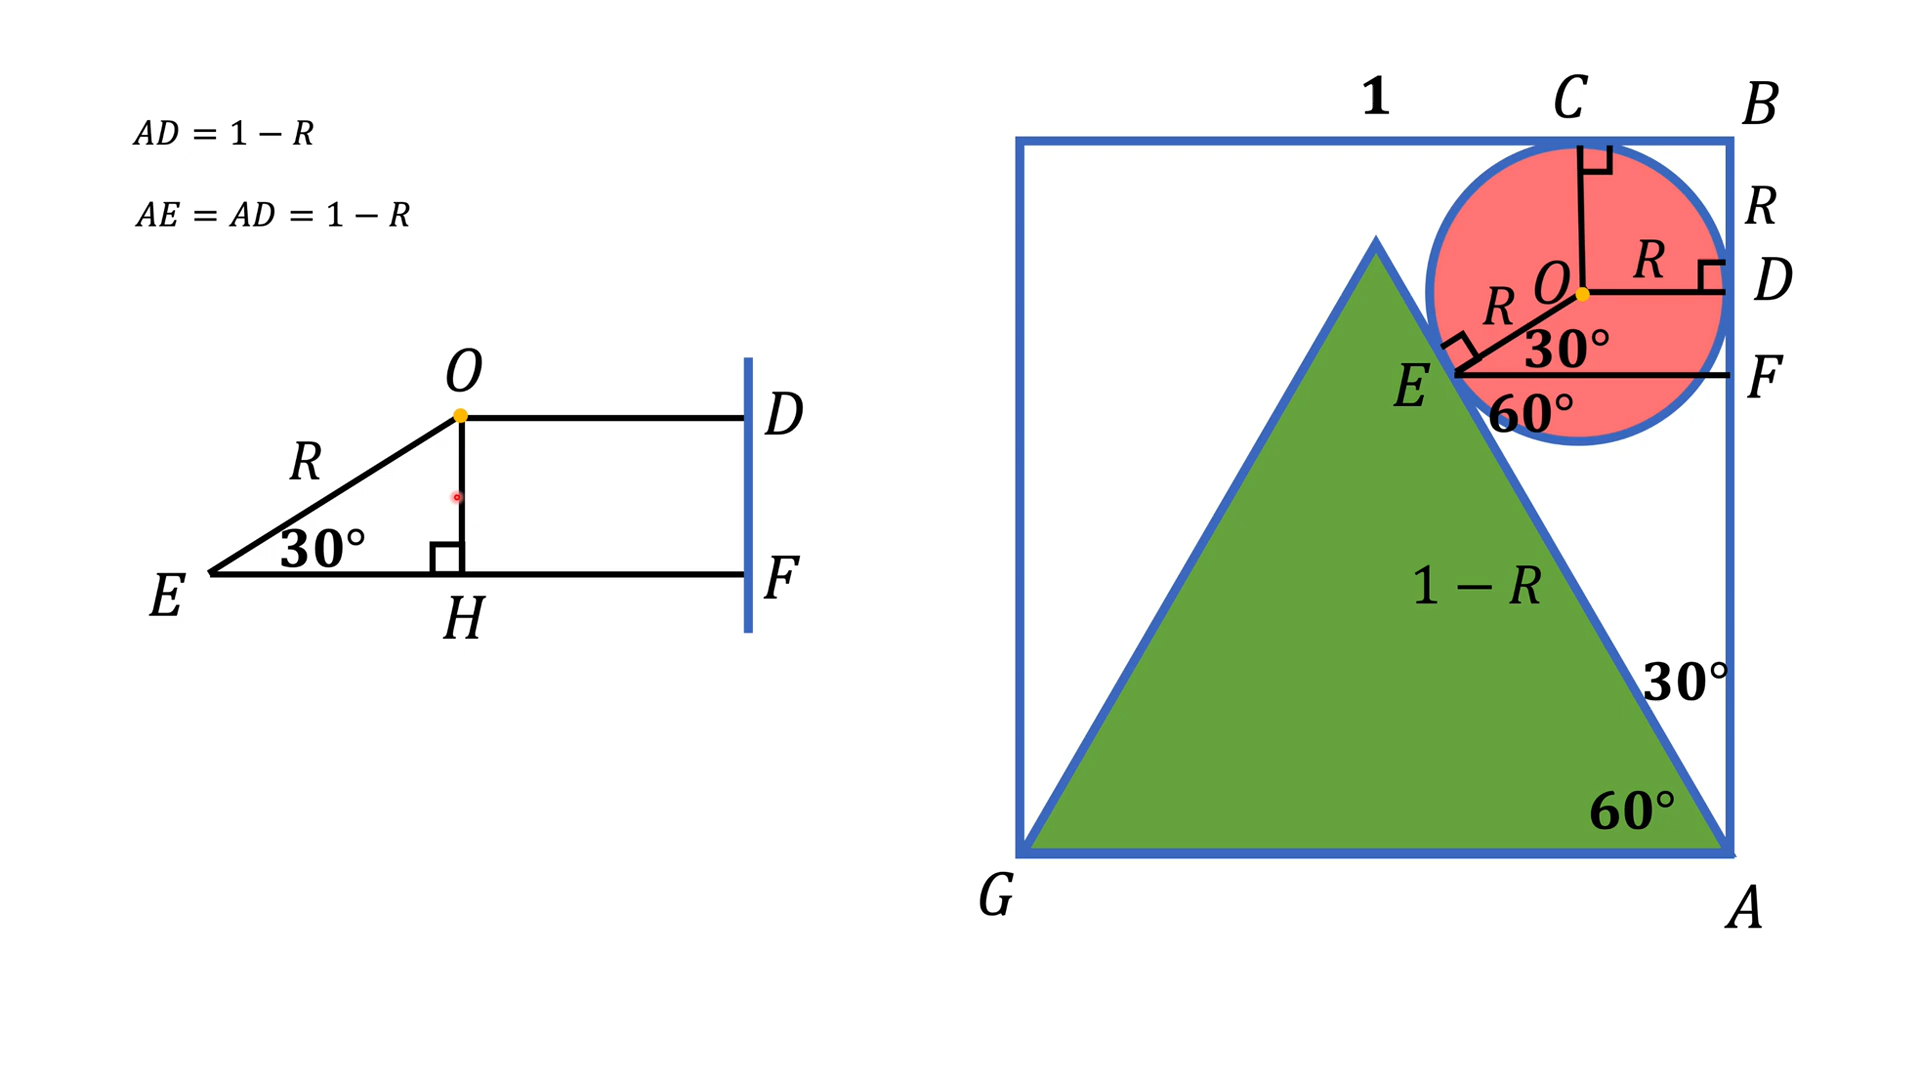 AD = 1 − R
AE = AD = 1 − R
O
D
R
30°
E
H
F
1
C
B
R
R
D
O
R
30°
E
F
60°
1 − R
30°
60°
G
A